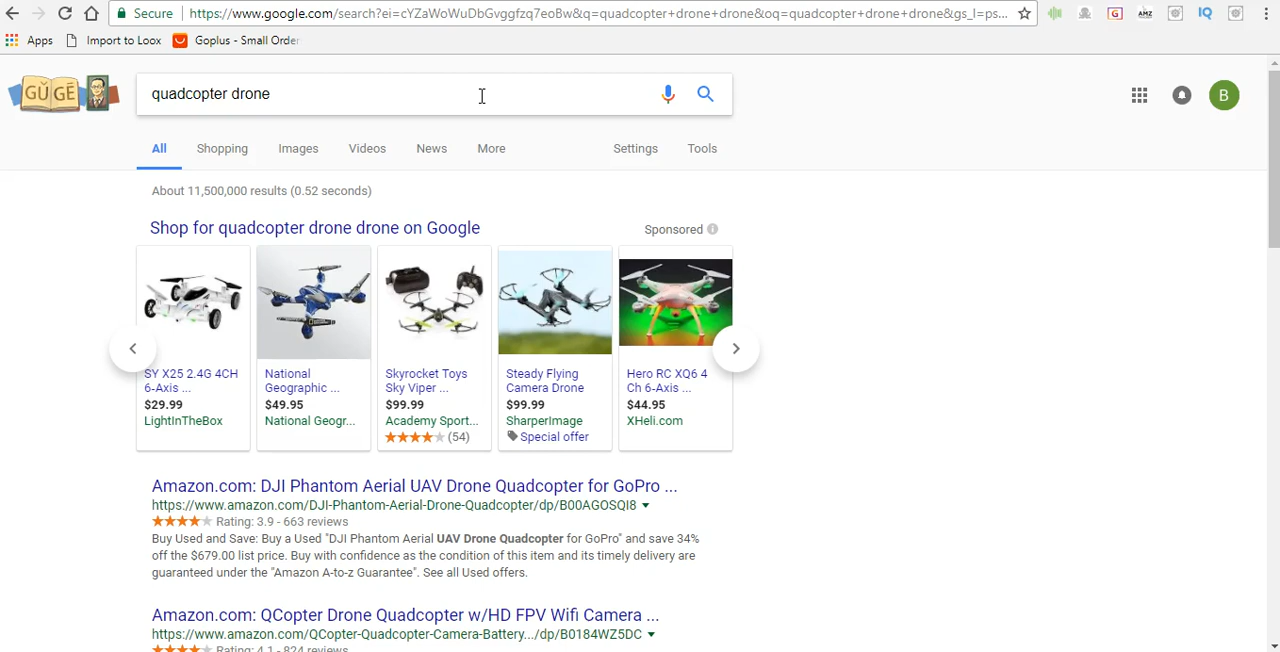 Secure
https://www.google.com/search?ei=cYZaWoWuDbGvggfzq7eoBw&q=quadcopter+drone+drone&oq=quadcopter+drone+drone&gs_l=ps...
G
AMZ
IQ
Apps
Import to Loox
Goplus - Small Order
GǓGĒ
quadcopter drone
B
All
Shopping
Images
Videos
News
More
Settings
Tools
About 11,500,000 results (0.52 seconds)
Shop for quadcopter drone drone on Google
Sponsored
SY X25 2.4G 4CH
6-Axis ...
$29.99
LightInTheBox
National
Geographic ...
$49.95
National Geogr...
Skyrocket Toys
Sky Viper ...
$99.99
Academy Sport...
(54)
Steady Flying
Camera Drone
$99.99
SharperImage
Special offer
Hero RC XQ6 4
Ch 6-Axis ...
$44.95
XHeli.com
Amazon.com: DJI Phantom Aerial UAV Drone Quadcopter for GoPro ...
https://www.amazon.com/DJI-Phantom-Aerial-Drone-Quadcopter/dp/B00AGOSQI8
Rating: 3.9 - 663 reviews
Buy Used and Save: Buy a Used "DJI Phantom Aerial UAV Drone Quadcopter for GoPro" and save 34%
off the $679.00 list price. Buy with confidence as the condition of this item and its timely delivery are
guaranteed under the "Amazon A-to-z Guarantee". See all Used offers.
Amazon.com: QCopter Drone Quadcopter w/HD FPV Wifi Camera ...
https://www.amazon.com/QCopter-Quadcopter-Camera-Battery.../dp/B0184WZ5DC
Rating: 4.1 - 824 reviews